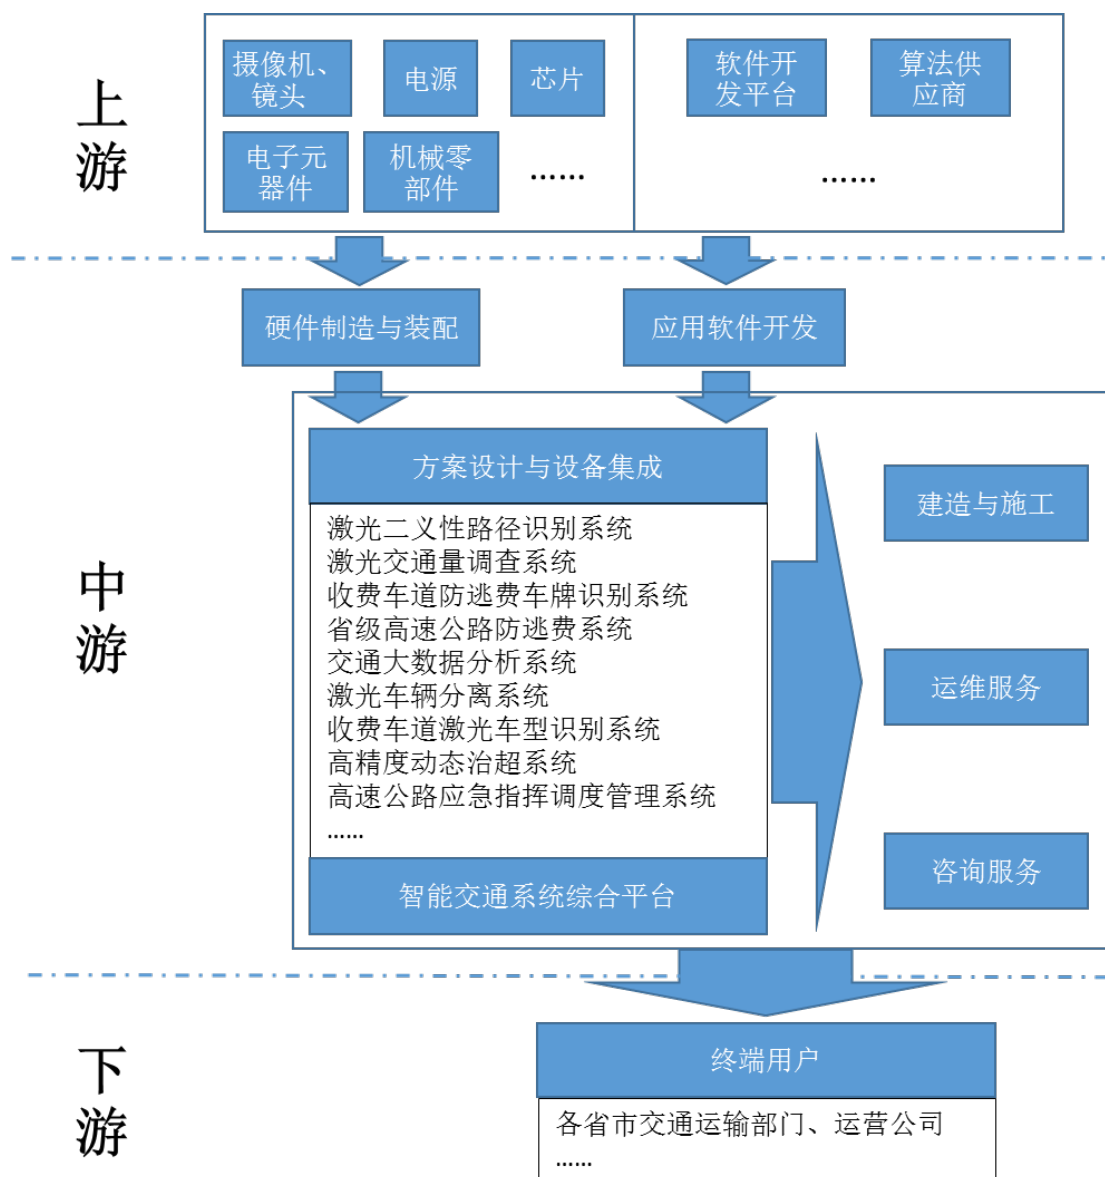 上游
摄像机、
镜头
电源
芯片
电子元
器件
机械零
部件
……
软件开
发平台
算法供
应商
……
硬件制造与装配
应用软件开发
中游
方案设计与设备集成
激光二义性路径识别系统
激光交通量调查系统
收费车道防逃费车牌识别系统
省级高速公路防逃费系统
交通大数据分析系统
激光车辆分离系统
收费车道激光车型识别系统
高精度动态治超系统
高速公路应急指挥调度管理系统
……
智能交通系统综合平台
建造与施工
运维服务
咨询服务
下游
终端用户
各省市交通运输部门、运营公司
……